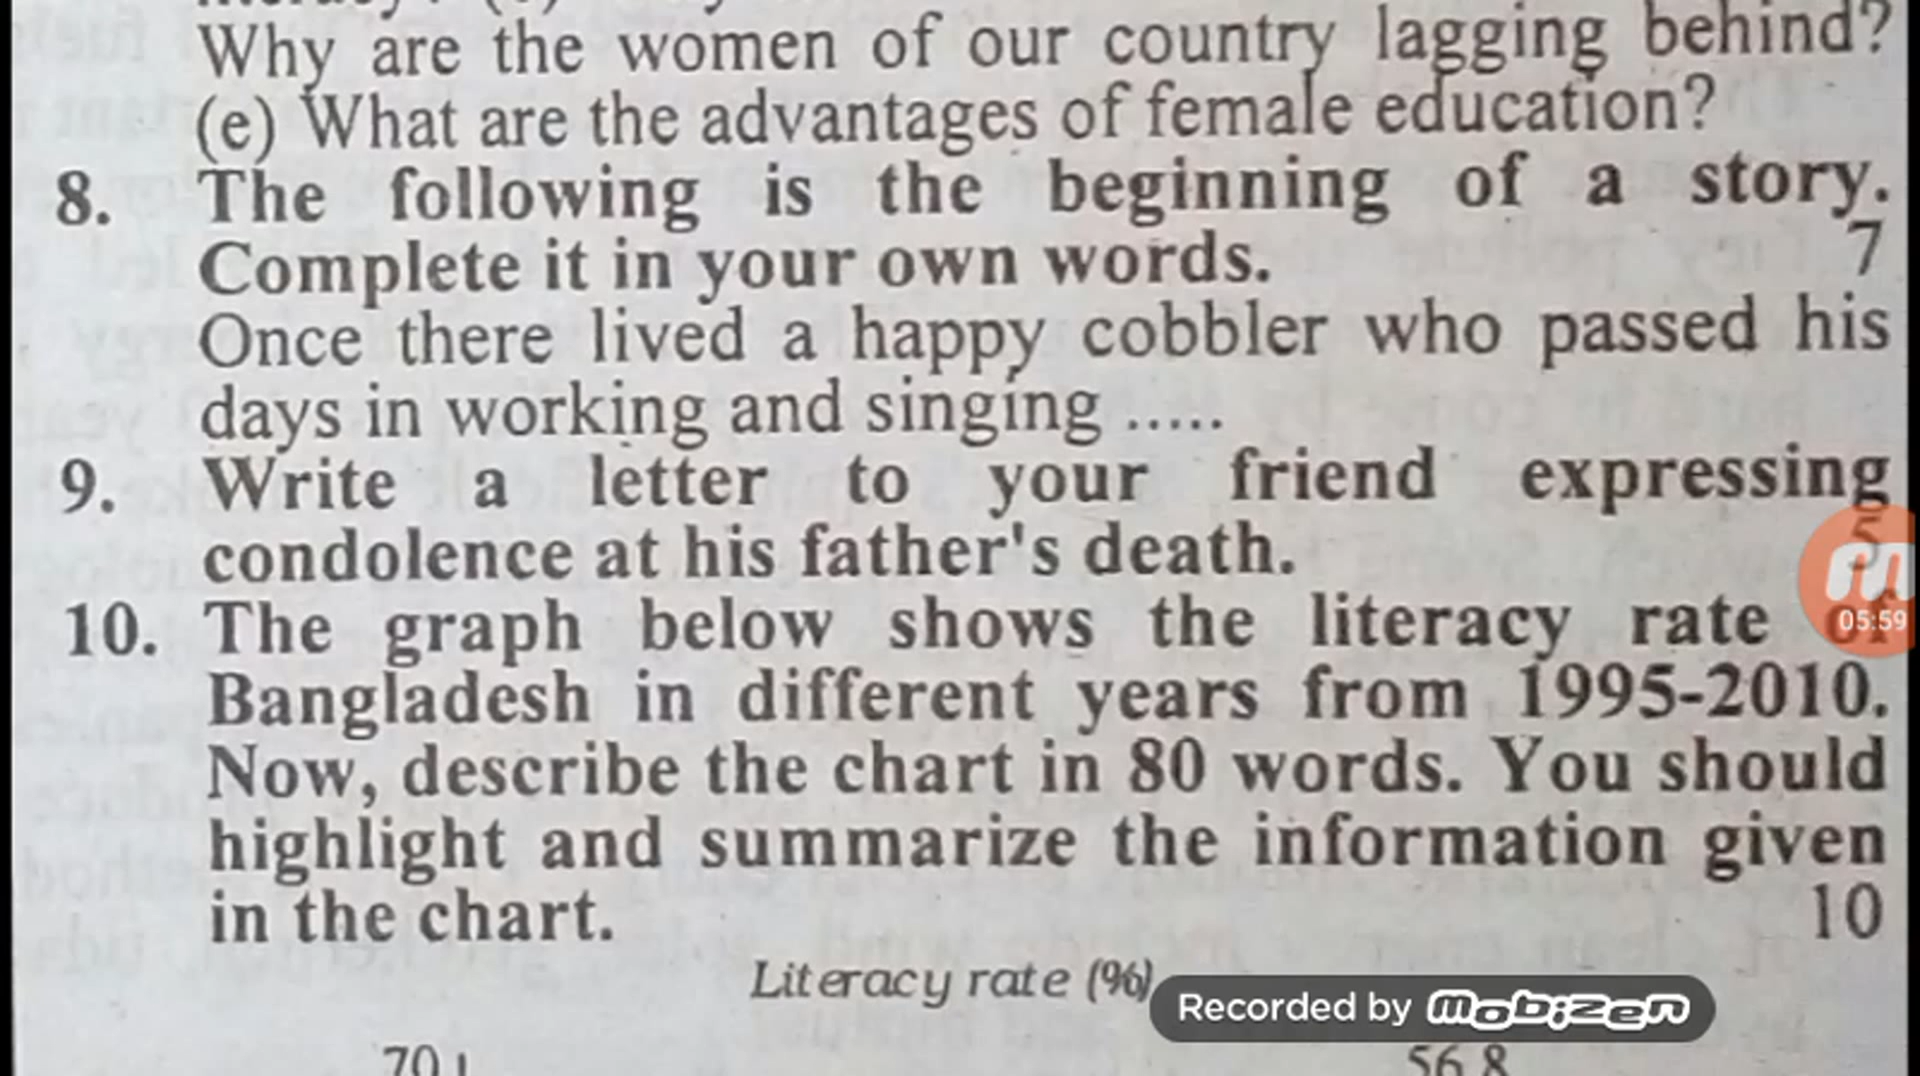 Why are the women of our country lagging behind?
(e) What are the advantages of female education?
8. The following is the beginning of a story.
Complete it in your own words. 7
Once there lived a happy cobbler who passed his
days in working and singing .....
9. Write a letter to your friend expressing
condolence at his father's death. 5
10. The graph below shows the literacy rate of
05:59
Bangladesh in different years from 1995-2010.
Now, describe the chart in 80 words. You should
highlight and summarize the information given
in the chart. 10
Literacy rate (%)
Recorded by mobizen
70 56.8